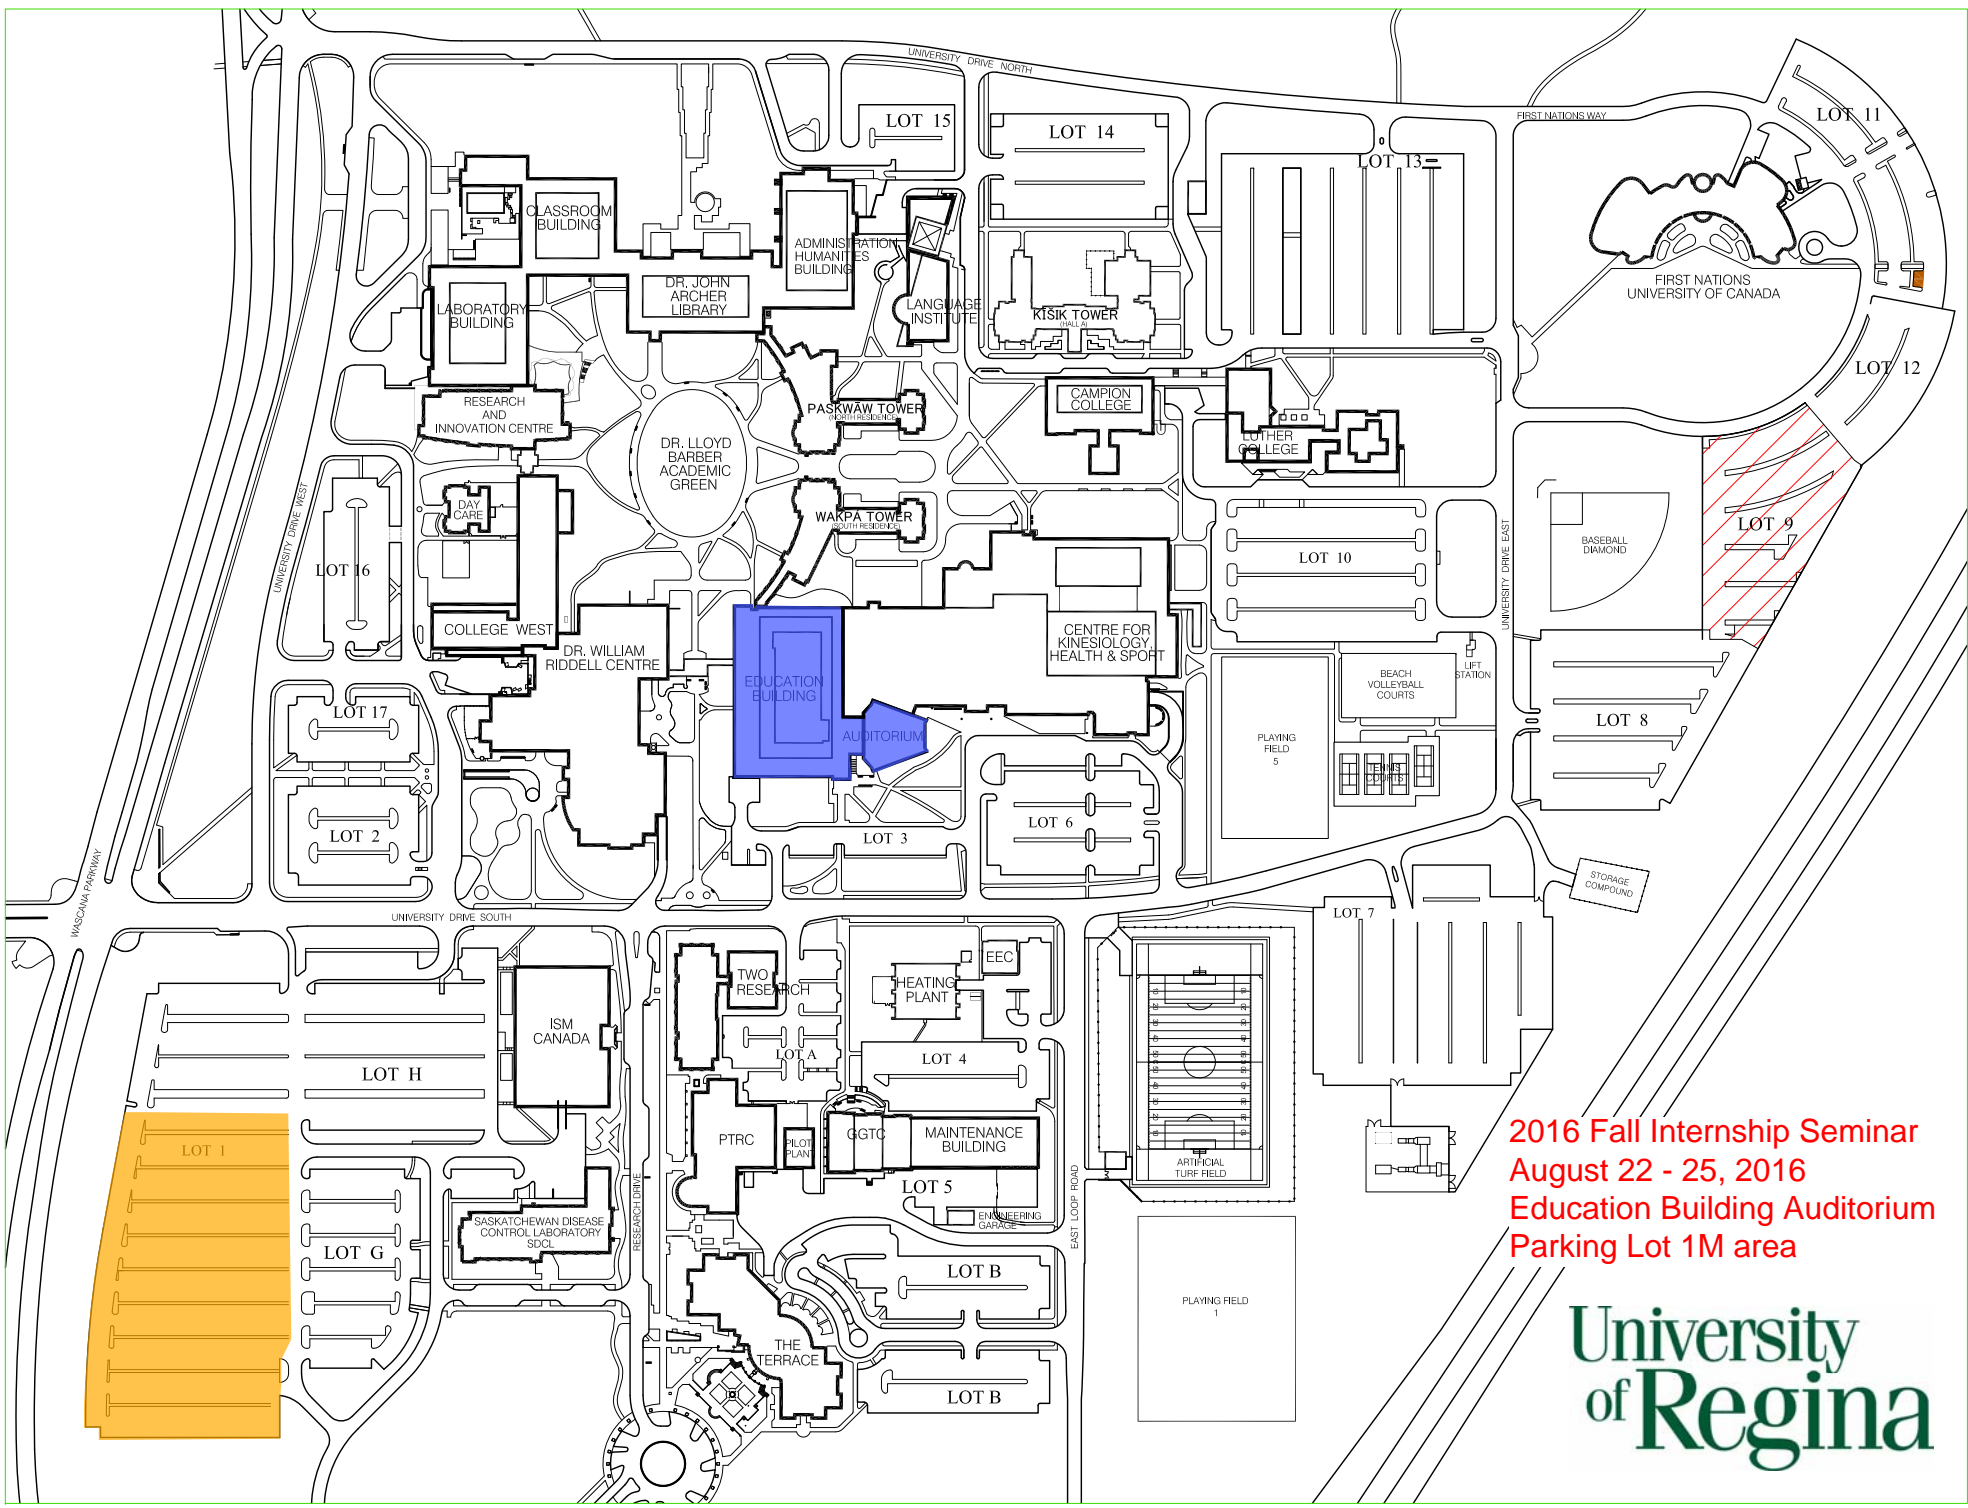 UNIVERSITY DRIVE NORTH
FIRST NATIONS WAY
LOT 11
LOT 15
LOT 14
LOT 13
CLASSROOM
BUILDING
ADMINISTRATION
HUMANITIES
BUILDING
DR. JOHN
ARCHER
LIBRARY
LABORATORY
BUILDING
LANGUAGE
INSTITUTE
KĪŠIK TOWER
(HALL A)
FIRST NATIONS
UNIVERSITY OF CANADA
LOT 12
RESEARCH
AND
INNOVATION CENTRE
PASKWĀW TOWER
(NORTH RESIDENCE)
CAMPION
COLLEGE
LUTHER
COLLEGE
DR. LLOYD
BARBER
ACADEMIC
GREEN
DAY
CARE
WAKPĀ TOWER
(SOUTH RESIDENCE)
UNIVERSITY DRIVE WEST
LOT 16
LOT 10
UNIVERSITY DRIVE EAST
BASEBALL
DIAMOND
LOT 9
COLLEGE WEST
DR. WILLIAM
RIDDELL CENTRE
CENTRE FOR
KINESIOLOGY,
HEALTH & SPORT
EDUCATION
BUILDING
AUDITORIUM
BEACH
VOLLEYBALL
COURTS
LIFT
STATION
LOT 17
LOT 8
PLAYING
FIELD
5
TENNIS
COURTS
LOT 2
LOT 3
LOT 6
WASCANA PARKWAY
UNIVERSITY DRIVE SOUTH
STORAGE
COMPOUND
LOT 7
TWO
RESEARCH
HEATING
PLANT
EEC
ISM
CANADA
LOT A
LOT 4
LOT H
LOT 1
PTRC
PILOT
PLANT
GGTC
MAINTENANCE
BUILDING
ARTIFICIAL
TURF FIELD
LOT 5
ENGINEERING
GARAGE
RESEARCH DRIVE
EAST LOOP ROAD
SASKATCHEWAN DISEASE
CONTROL LABORATORY
SDCL
LOT G
LOT B
PLAYING FIELD
1
THE
TERRACE
LOT B
2016 Fall Internship Seminar
August 22 - 25, 2016
Education Building Auditorium
Parking Lot 1M area
University
of Regina